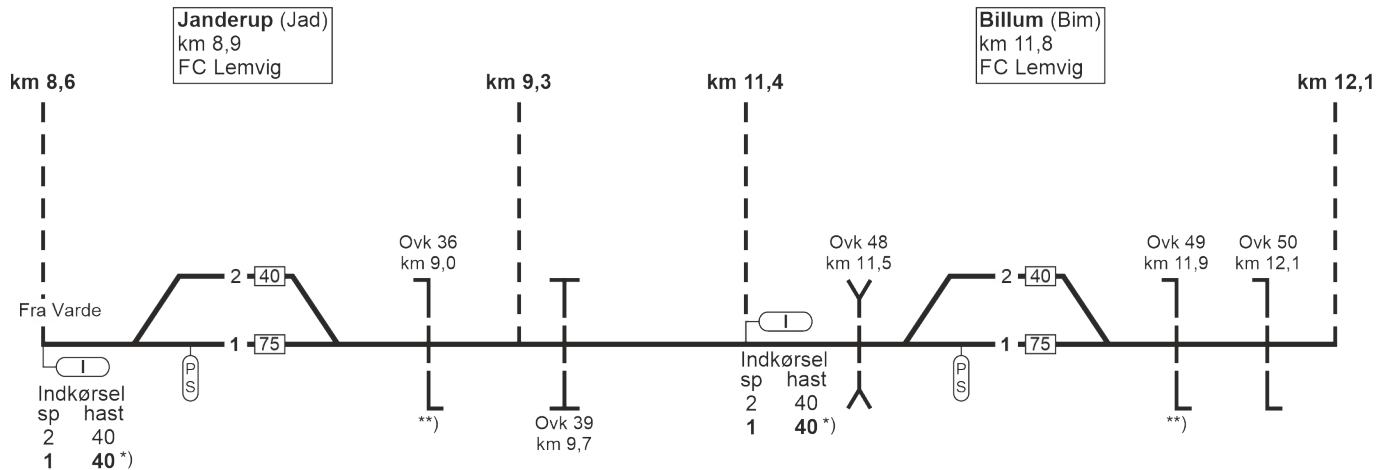 Janderup (Jad)
km 8,9
FC Lemvig
Billum (Bim)
km 11,8
FC Lemvig
km 8,6
km 9,3
km 11,4
km 12,1
Ovk 36
km 9,0
Ovk 48
km 11,5
Ovk 49
km 11,9
Ovk 50
km 12,1
2 40
2 40
Fra Varde
I
1 75
1 75
I
P
S
P
S
Indkørsel
sp hast
2 40
1 40 *)
**)
Ovk 39
km 9,7
Indkørsel
sp hast
2 40
1 40 *)
**)